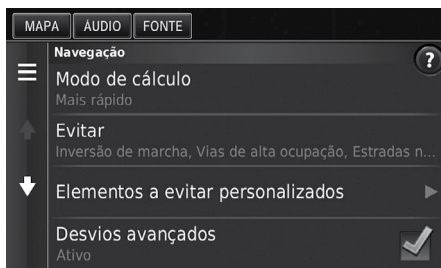 MAPA ÁUDIO FONTE
Navegação
?
Modo de cálculo
Mais rápido
Evitar
Inversão de marcha, Vias de alta ocupação, Estradas n...
Elementos a evitar personalizados
Desvios avançados
Ativo